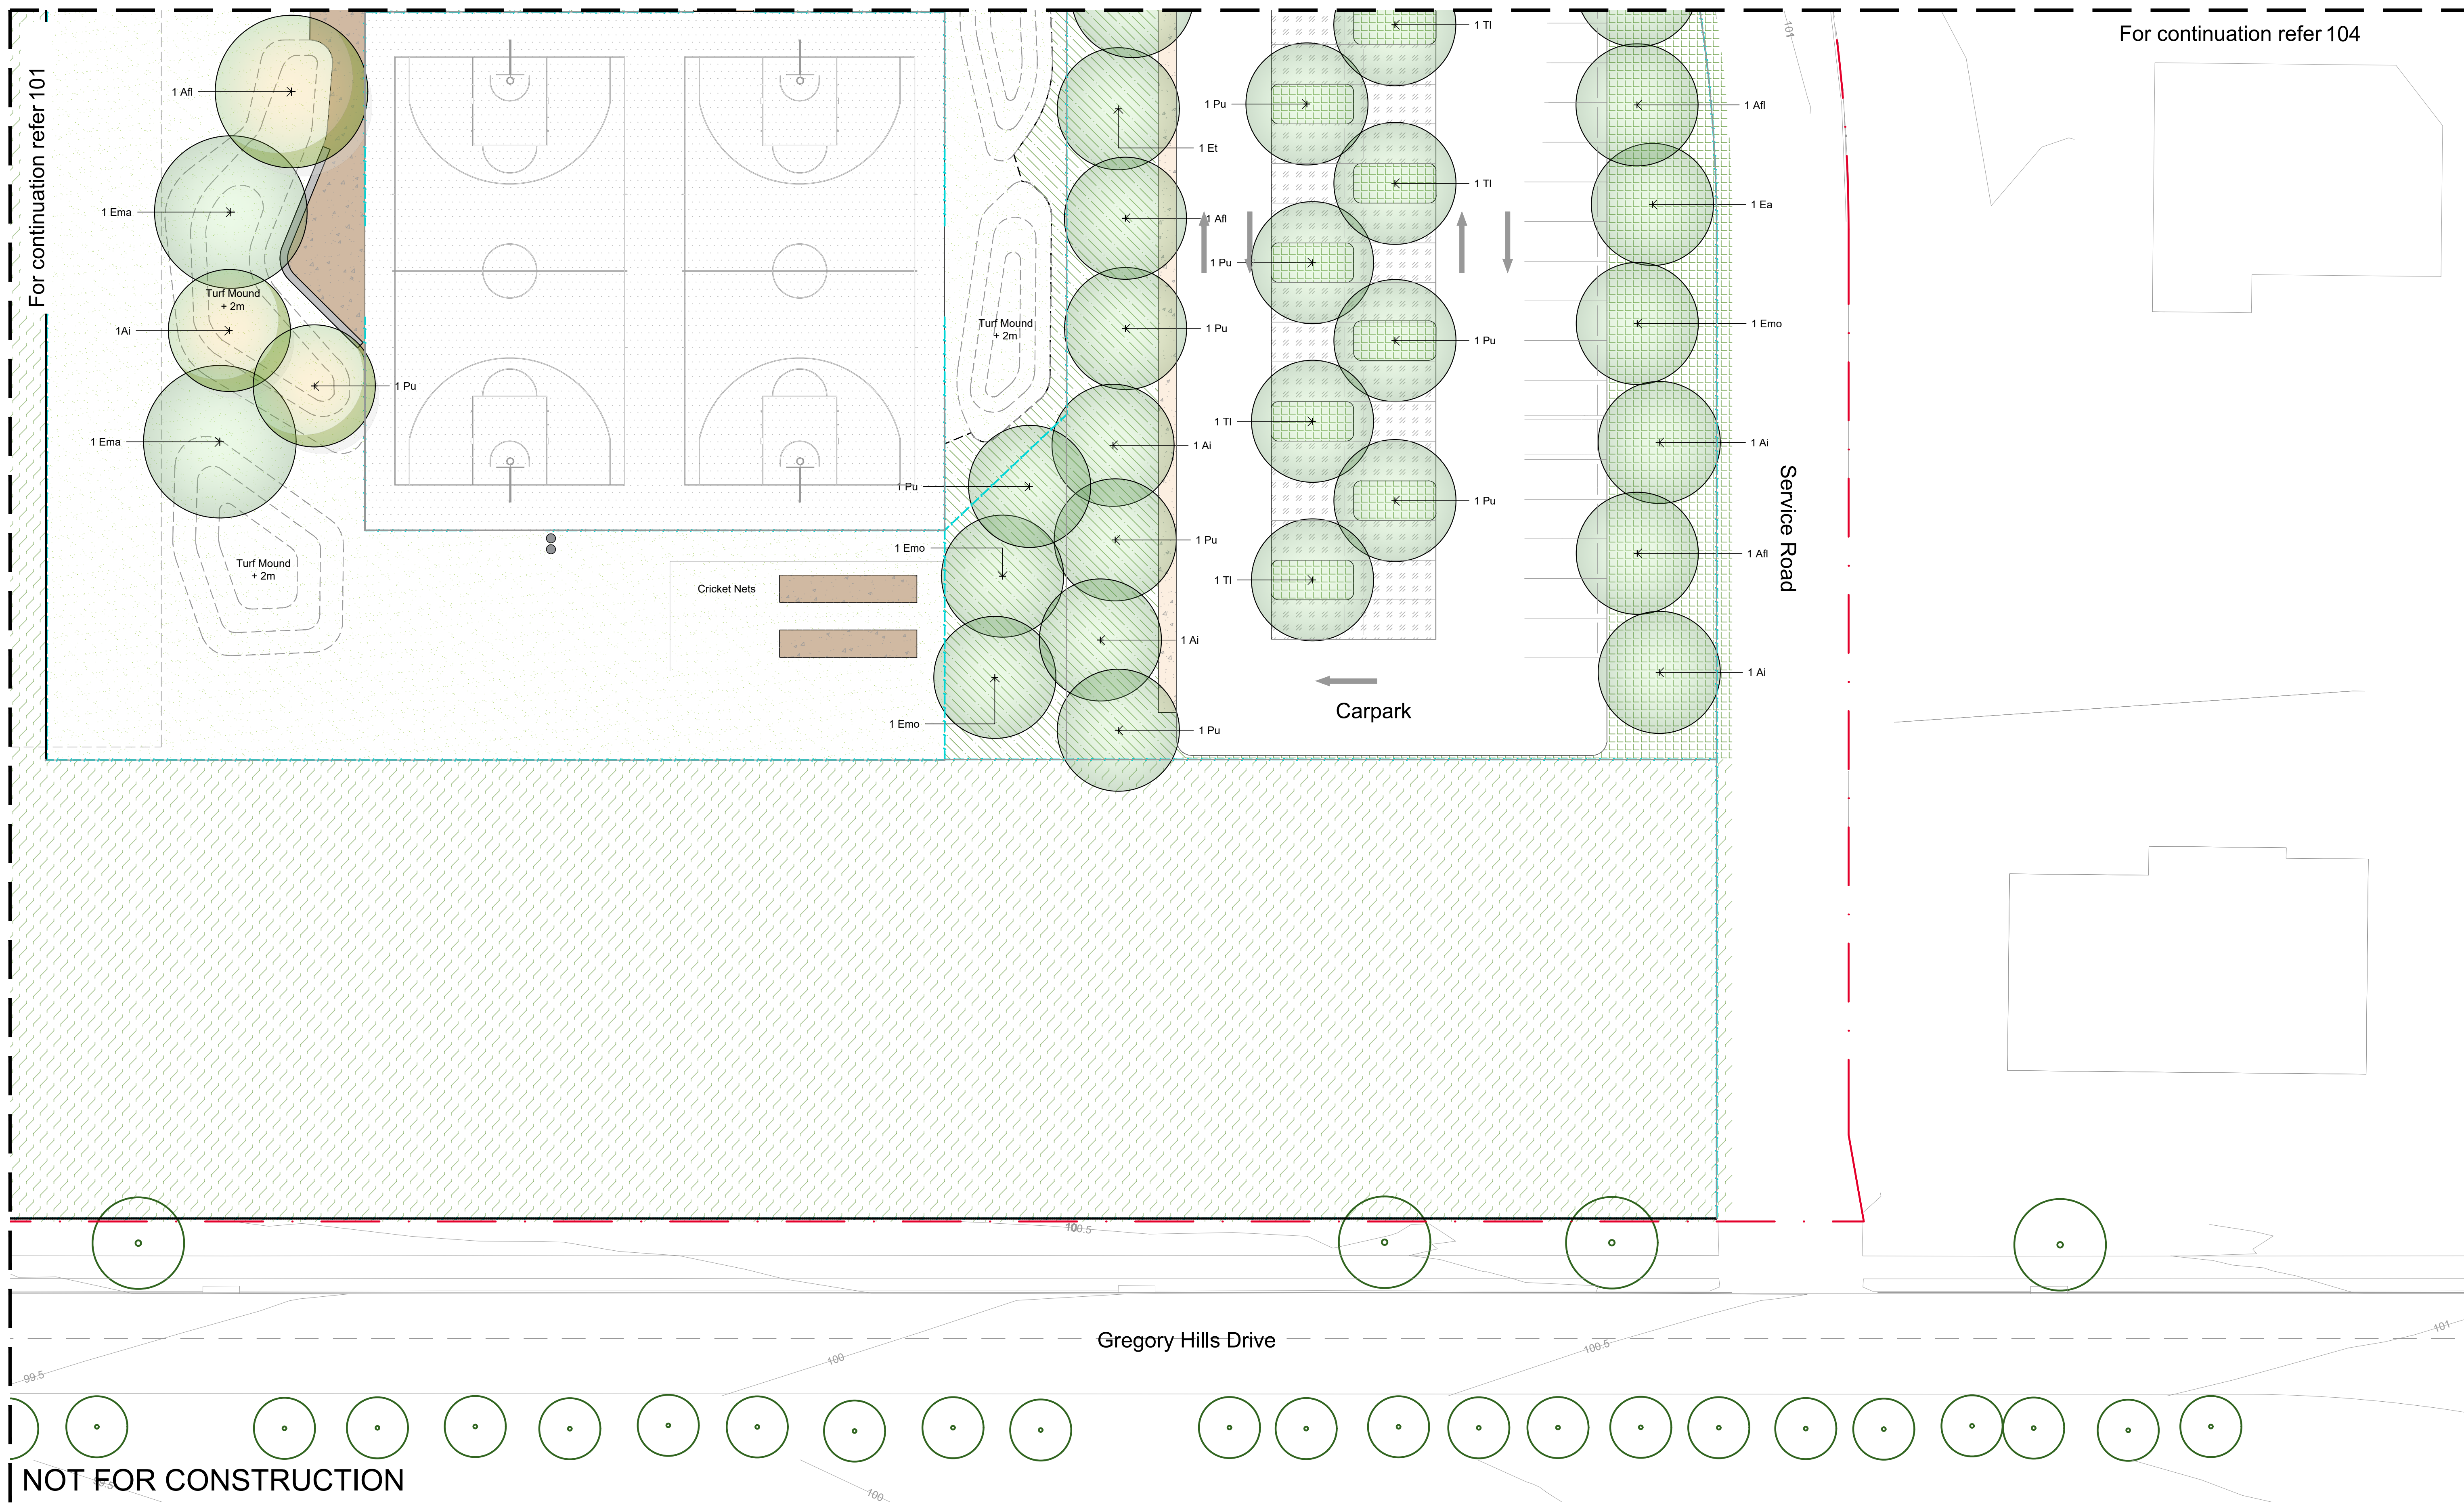 For continuation refer 104
For continuation refer 101
101
1 Tl
1 Afl
1 Pu
1 Afl
1 Et
1 Tl
1 Ea
1 Ema
1 Afl
1 Pu
Turf Mound
+ 2m
1 Emo
Turf Mound
+ 2m
1Ai
1 Pu
1 Pu
1 Pu
1 Tl
1 Ema
1 Ai
1 Ai
1 Pu
1 Pu
Service Road
1 Emo
1 Pu
1 Afl
Turf Mound
+ 2m
1 Tl
Cricket Nets
1 Ai
1 Ai
Carpark
1 Emo
1 Pu
100.5
Gregory Hills Drive
99.5
100
100.5
101
NOT FOR CONSTRUCTION
99.5
100